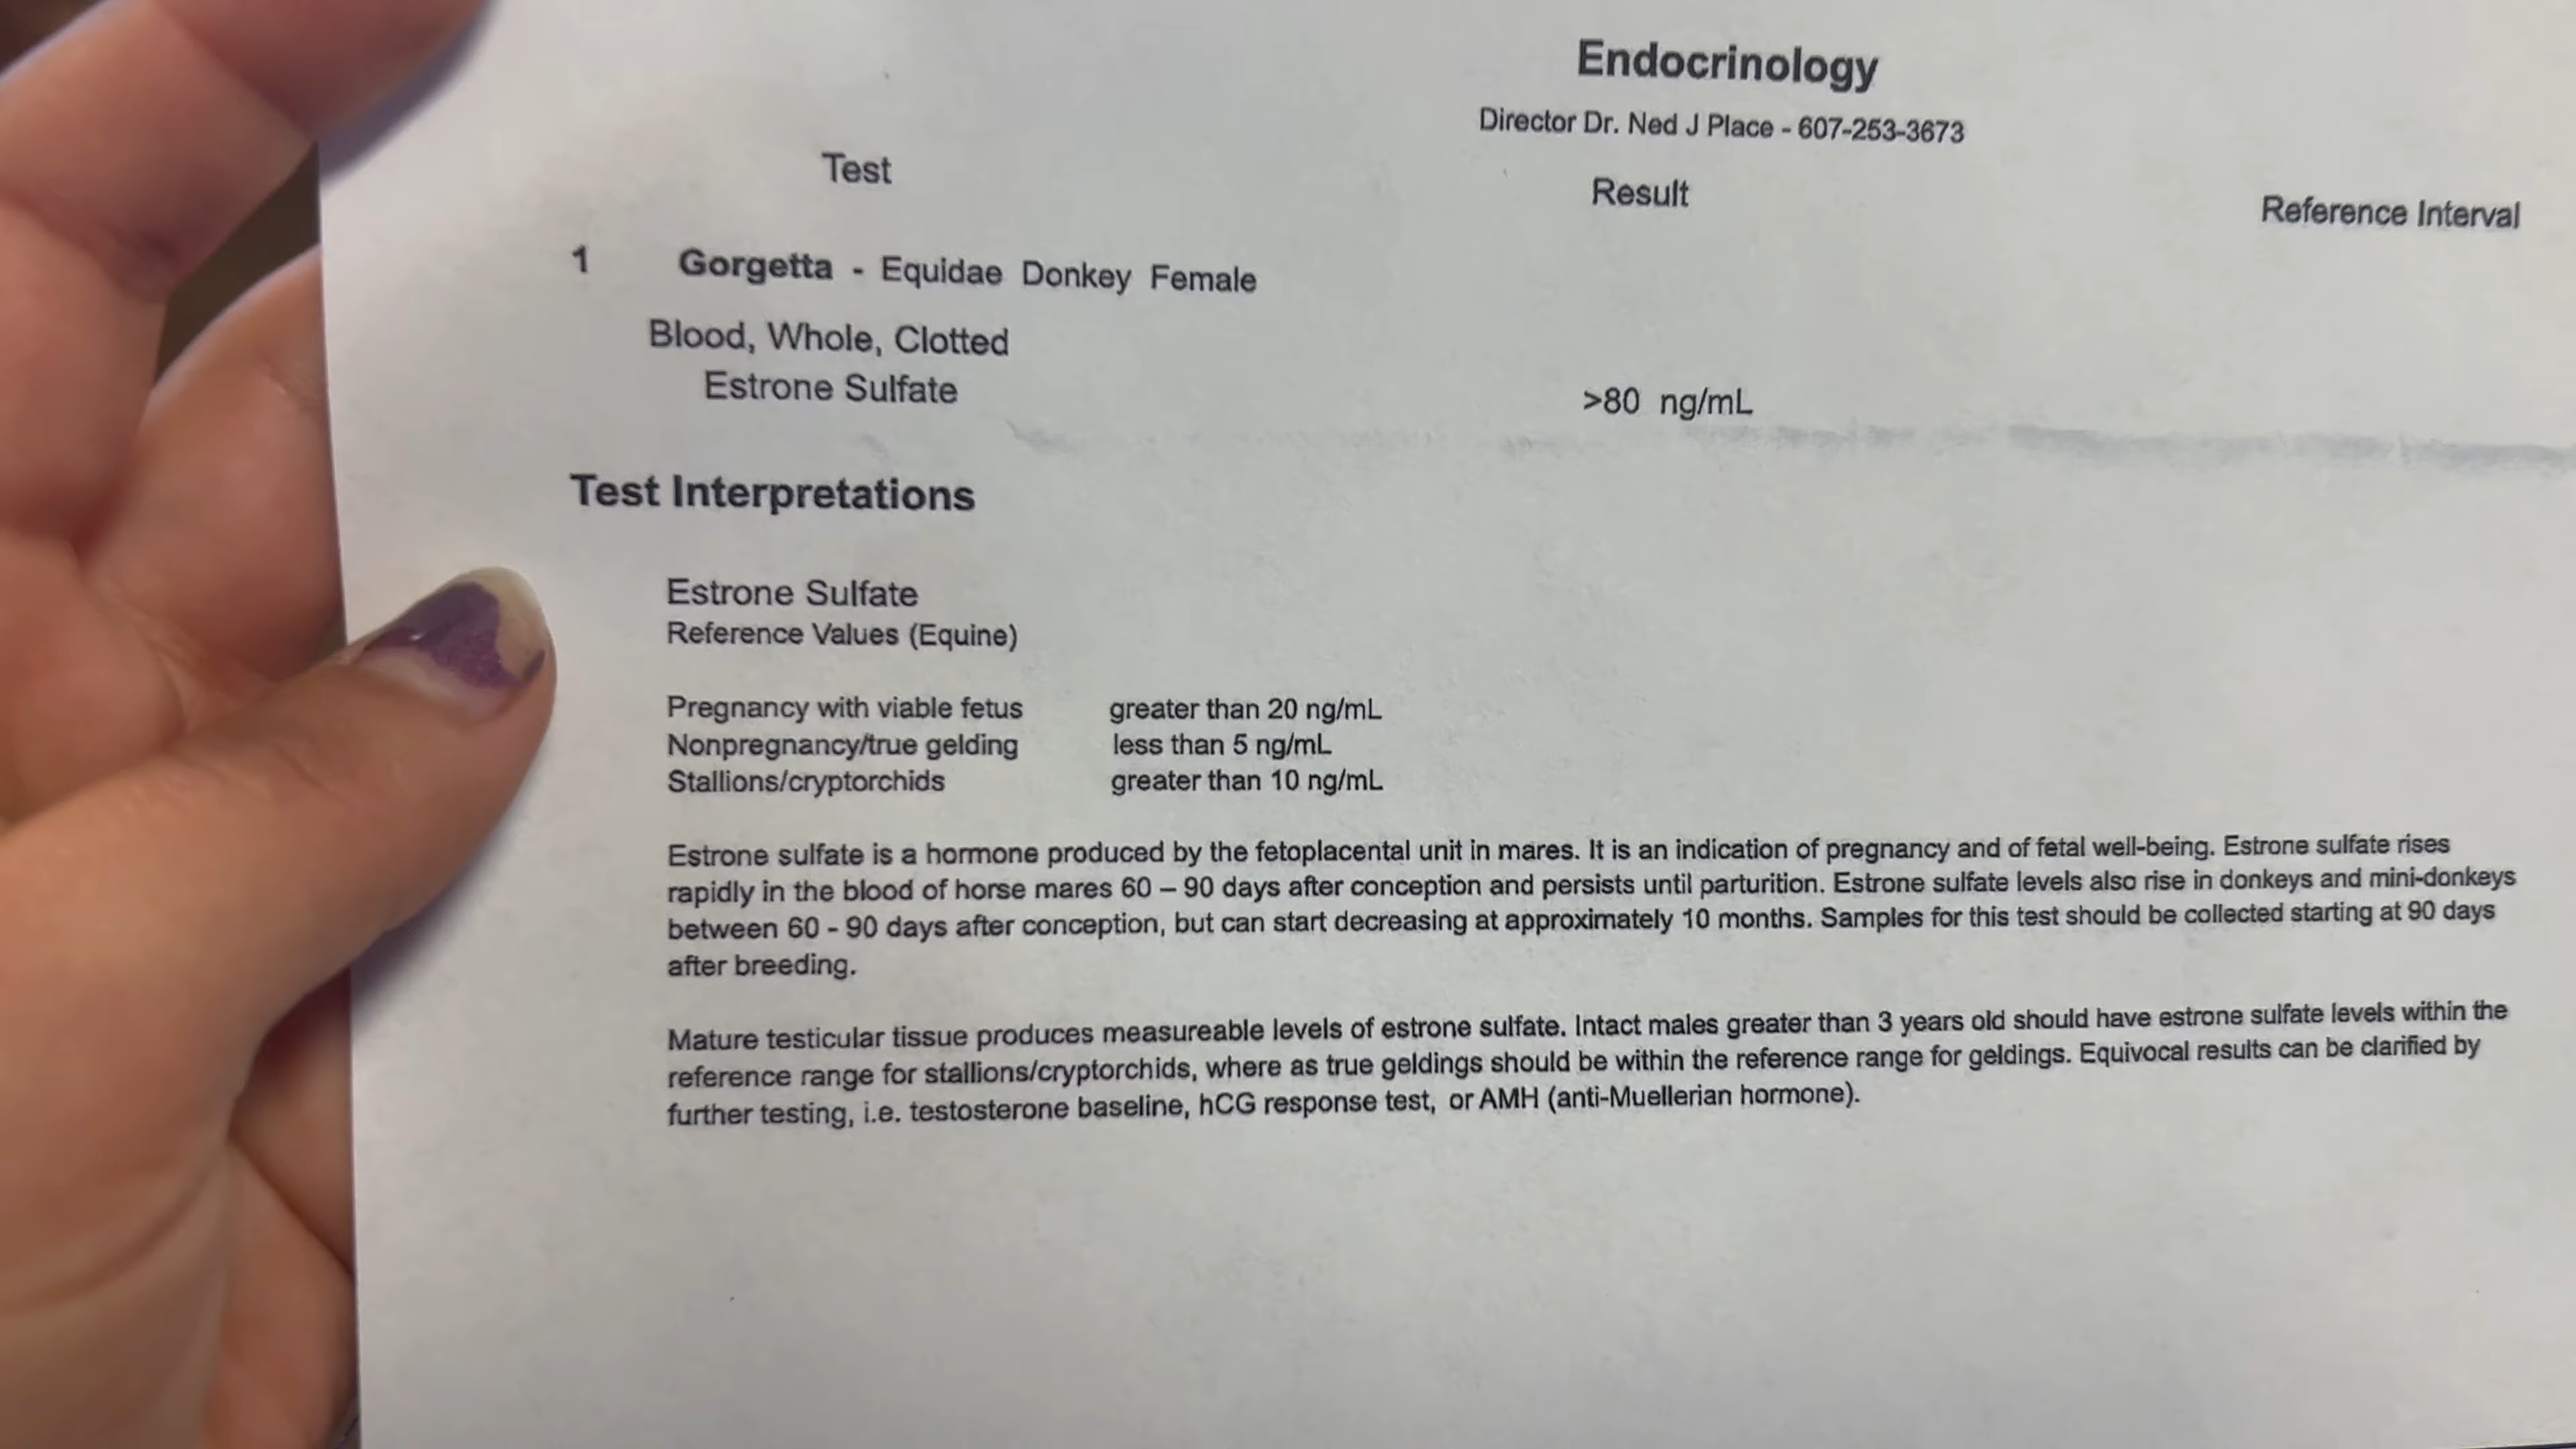 Endocrinology
Director Dr. Ned J Place - 607-253-3673
Test Result Reference Interval
1 Gorgetta - Equidae Donkey Female
Blood, Whole, Clotted
Estrone Sulfate >80 ng/mL
Test Interpretations
Estrone Sulfate
Reference Values (Equine)
Pregnancy with viable fetus greater than 20 ng/mL
Nonpregnancy/true gelding less than 5 ng/mL
Stallions/cryptorchids greater than 10 ng/mL
Estrone sulfate is a hormone produced by the fetoplacental unit in mares. It is an indication of pregnancy and of fetal well-being. Estrone sulfate rises
rapidly in the blood of horse mares 60 – 90 days after conception and persists until parturition. Estrone sulfate levels also rise in donkeys and mini-donkeys
between 60 - 90 days after conception, but can start decreasing at approximately 10 months. Samples for this test should be collected starting at 90 days
after breeding.
Mature testicular tissue produces measureable levels of estrone sulfate. Intact males greater than 3 years old should have estrone sulfate levels within the
reference range for stallions/cryptorchids, where as true geldings should be within the reference range for geldings. Equivocal results can be clarified by
further testing, i.e. testosterone baseline, hCG response test, or AMH (anti-Muellerian hormone).